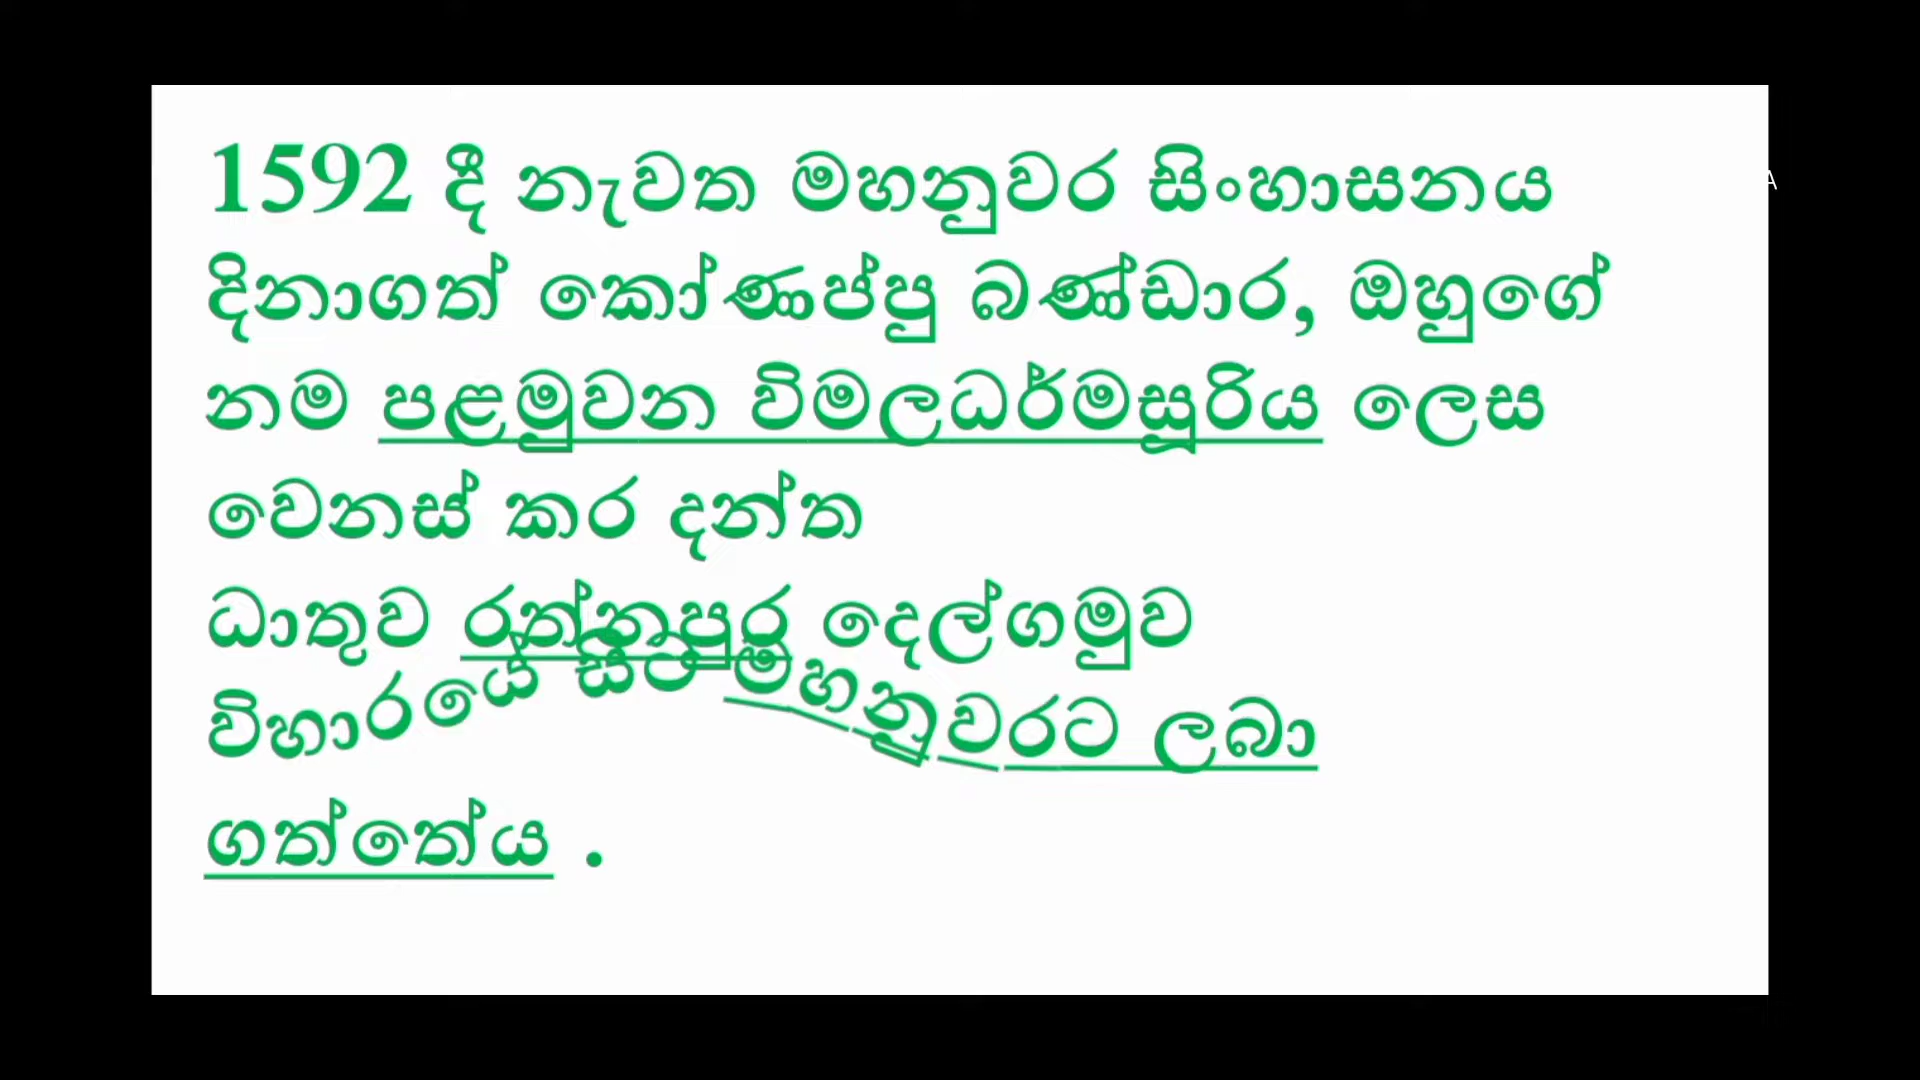 1592 දී නැවත මහනුවර සිංහාසනය
දිනාගත් කෝණප්පු බණ්ඩාර, ඔහුගේ
නම පළමුවන විමලධර්මසූරිය ලෙස
වෙනස් කර දන්ත
ධාතුව රත්නපුර දෙල්ගමුව
විහාරයේ සිට මහනුවරට ලබා
ගත්තේය .
A